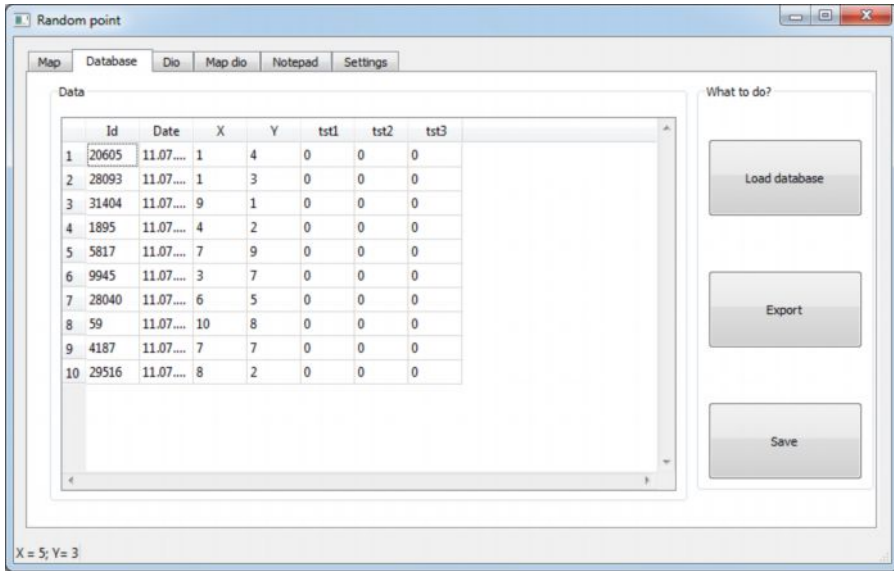 Random point
Map Database Dio Map dio Notepad Settings
Data
What to do?
Id Date X Y tst1 tst2 tst3
1 20605 11.07.... 1 4 0 0 0
2 28093 11.07.... 1 3 0 0 0
3 31404 11.07.... 9 1 0 0 0
4 1895 11.07.... 4 2 0 0 0
5 5817 11.07.... 7 9 0 0 0
6 9945 11.07.... 3 7 0 0 0
7 28040 11.07.... 6 5 0 0 0
8 59 11.07.... 10 8 0 0 0
9 4187 11.07.... 7 7 0 0 0
10 29516 11.07.... 8 2 0 0 0
Load database
Export
Save
X = 5; Y= 3